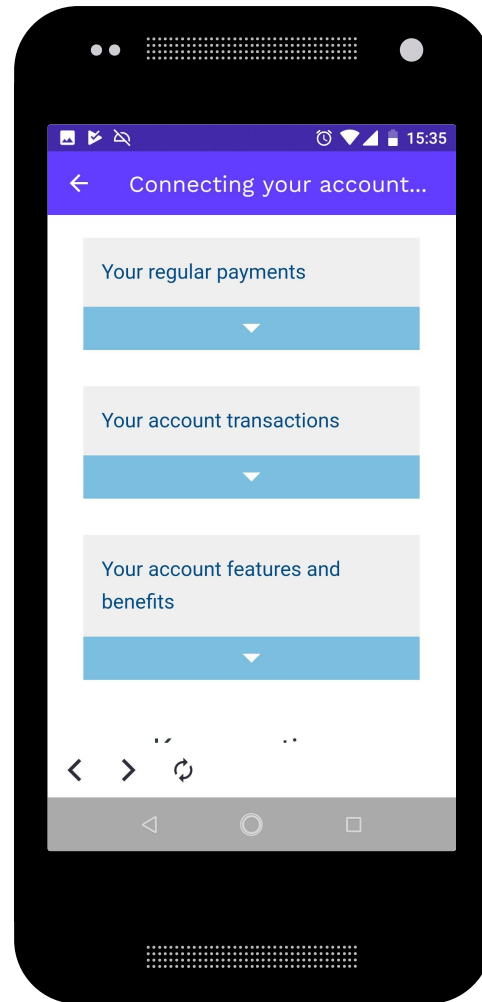 15:35
Connecting your account...
Your regular payments
Your account transactions
Your account features and
benefits